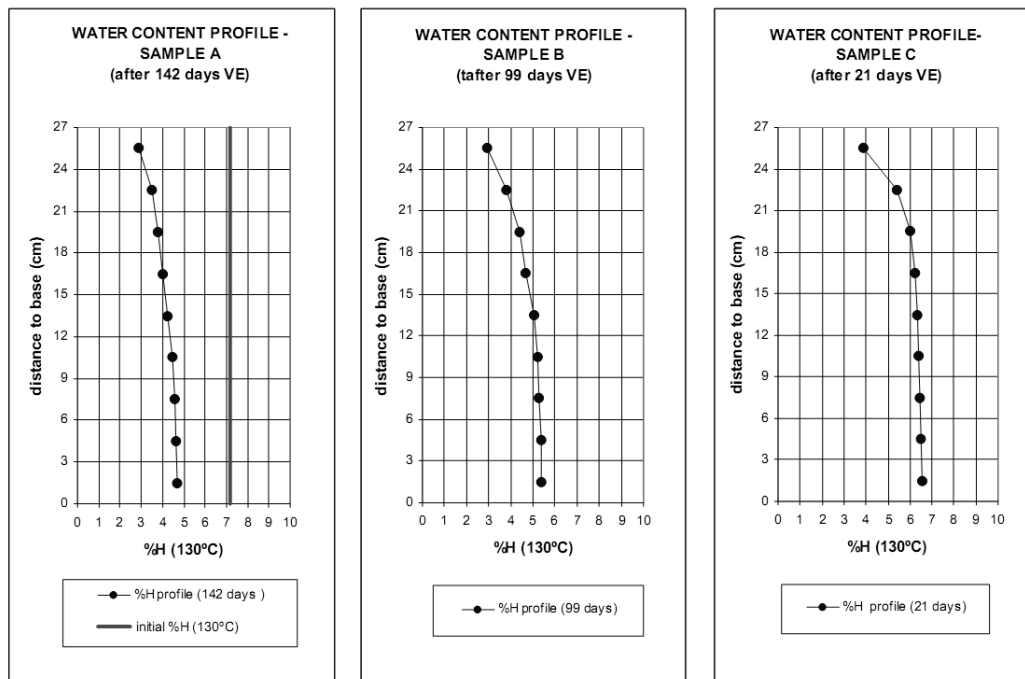 WATER CONTENT PROFILE -
SAMPLE A
(after 142 days VE)
distance to base (cm)
27
24
21
18
15
12
9
6
3
0
0 1 2 3 4 5 6 7 8 9 10
%H (130ºC)
%H profile (142 days )
initial %H (130ºC)
WATER CONTENT PROFILE -
SAMPLE B
(tafter 99 days VE)
distance to base (cm)
27
24
21
18
15
12
9
6
3
0
0 1 2 3 4 5 6 7 8 9 10
%H (130ºC)
%H profile (99 days)
WATER CONTENT PROFILE-
SAMPLE C
(after 21 days VE)
distance to base (cm)
27
24
21
18
15
12
9
6
3
0
0 1 2 3 4 5 6 7 8 9 10
%H (130ºC)
%H profile (21 days)